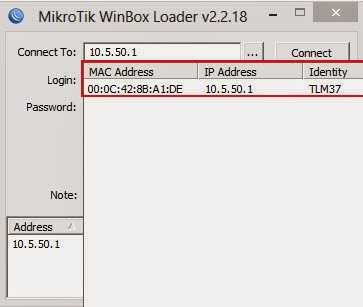 MikroTik WinBox Loader v2.2.18
Connect To: 10.5.50.1 ... Connect
MAC Address IP Address Identity
Login:
00:0C:42:8B:A1:DE 10.5.50.1 TLM37
Password:
Note:
Address
10.5.50.1